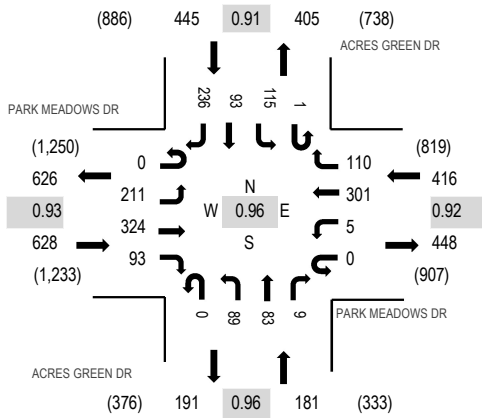 (886) 445 0.91 405 (738)
ACRES GREEN DR
236 93 115 1
PARK MEADOWS DR
(1,250) 0 110 (819)
626 301 416
211 N
0.93 W 0.96 E 0.92
324 S 5
628 93 0 448
(1,233) (907)
0 89 83 9
PARK MEADOWS DR
ACRES GREEN DR
(376) 191 0.96 181 (333)